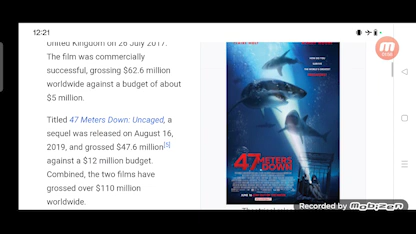 12:21
United Kingdom on 26 July 2017.
The film was commercially
successful, grossing $62.6 million
worldwide against a budget of about
$5 million.
Titled 47 Meters Down: Uncaged, a
sequel was released on August 16,
2019, and grossed $47.6 million[5]
against a $12 million budget.
Combined, the two films have
grossed over $110 million
worldwide.
47 METERS
DOWN
Recorded by Mobizen